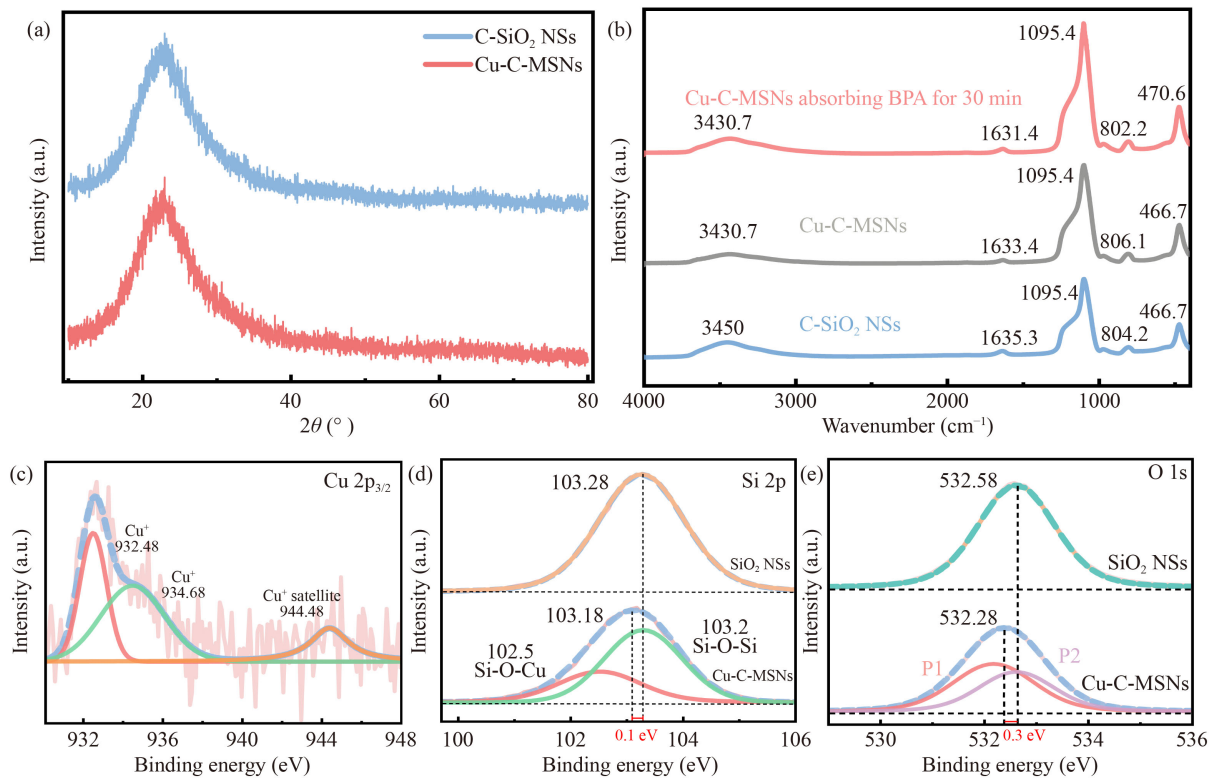 (a)
C-SiO₂ NSs
Cu-C-MSNs
Intensity (a.u.)
20
40
60
80
2θ (° )
(b)
1095.4
Cu-C-MSNs absorbing BPA for 30 min
470.6
3430.7
1631.4
802.2
1095.4
Cu-C-MSNs
466.7
3430.7
1633.4
806.1
1095.4
C-SiO₂ NSs
466.7
3450
1635.3
804.2
Intensity (a.u.)
4000
3000
2000
1000
Wavenumber (cm⁻¹)
(c)
Cu 2p₃/₂
Cu⁺
932.48
Cu⁺
934.68
Cu⁺ satellite
944.48
Intensity (a.u.)
932
936
940
944
948
Binding energy (eV)
(d)
Si 2p
103.28
SiO₂ NSs
103.18
102.5
Si-O-Cu
103.2
Si-O-Si
Cu-C-MSNs
0.1 eV
Intensity (a.u.)
100
102
104
106
Binding energy (eV)
(e)
O 1s
532.58
SiO₂ NSs
532.28
P1
P2
Cu-C-MSNs
0.3 eV
Intensity (a.u.)
530
532
534
536
Binding energy (eV)